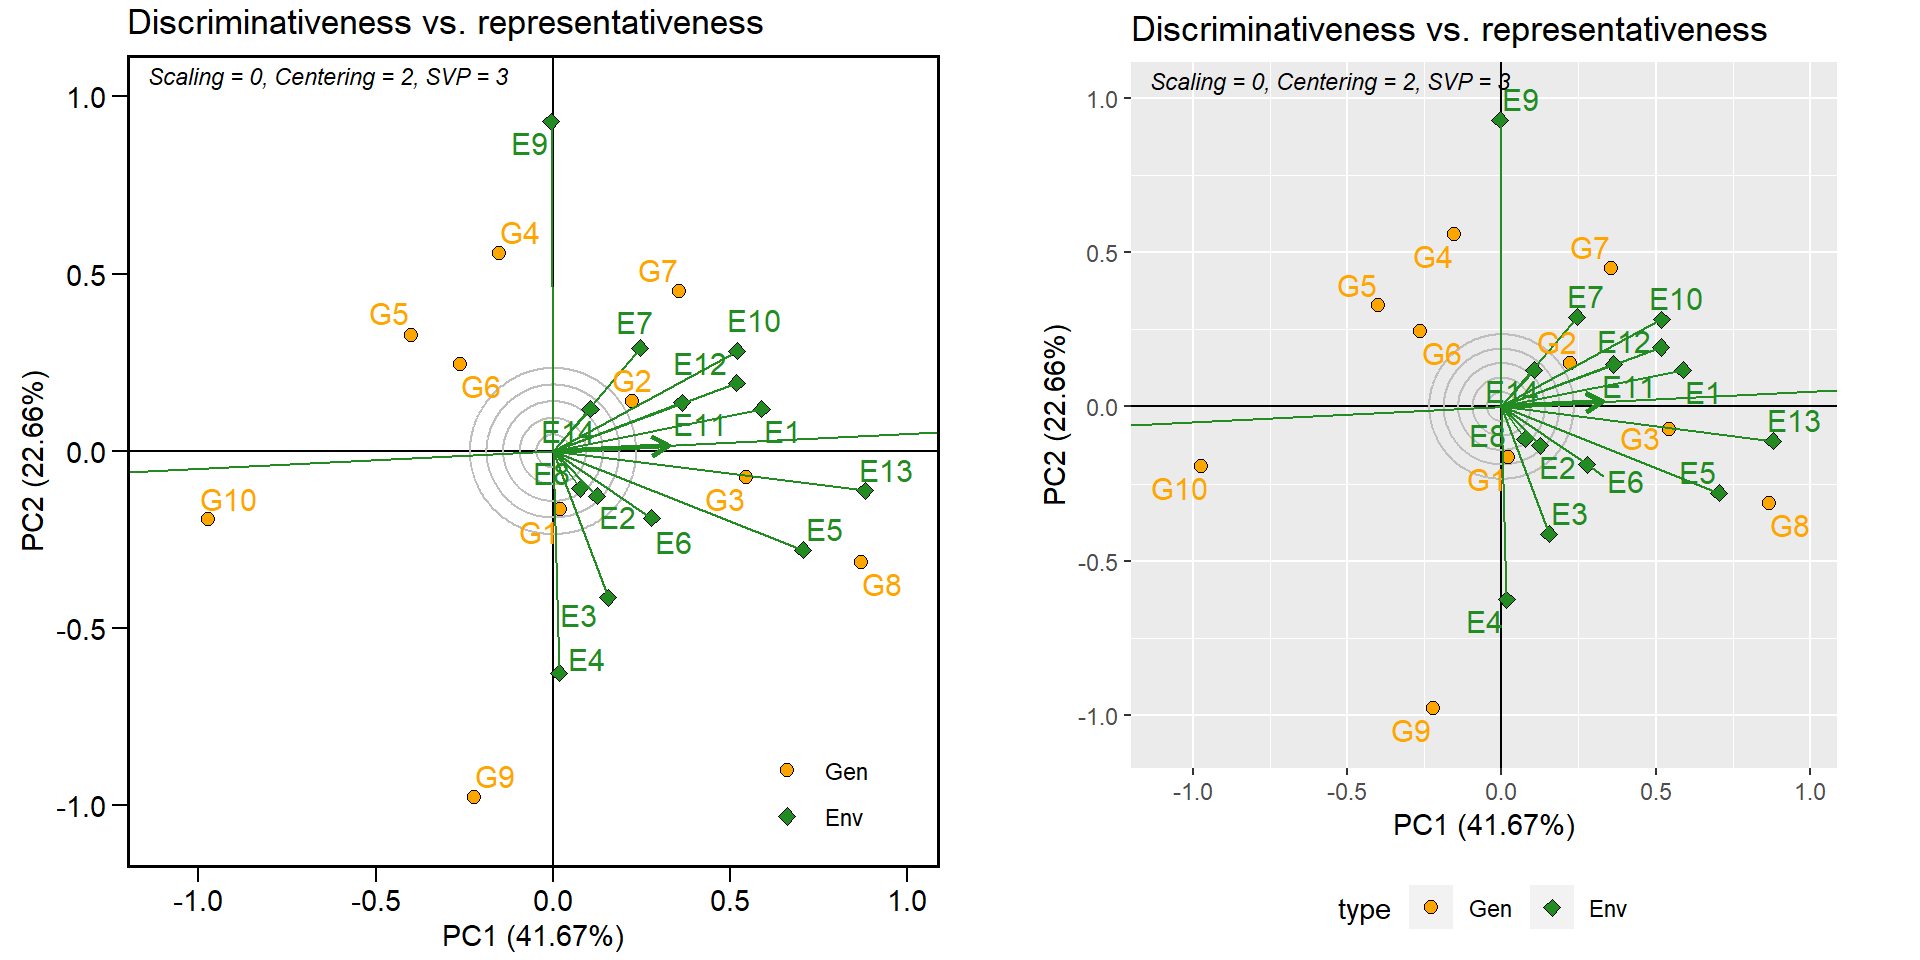 Discriminativeness vs. representativeness
Scaling = 0, Centering = 2, SVP = 3
1.0
0.5
0.0
-0.5
-1.0
PC2 (22.66%)
E9
G4
G7
G5
E7
E10
E12
G6
G2
E11
E14
E1
E8
E13
G10
G3
G1
E2
E5
E6
G8
E3
E4
G9
Gen
Env
-1.0
-0.5
0.0
0.5
1.0
PC1 (41.67%)
Discriminativeness vs. representativeness
Scaling = 0, Centering = 2, SVP = 3
1.0
0.5
0.0
-0.5
-1.0
PC2 (22.66%)
E9
G4
G7
G5
E7
E10
G2
E12
G6
E14
E11
E1
E13
E8
G3
G10
G1
E2
E6
E5
E3
G8
E4
G9
-1.0
-0.5
0.0
0.5
1.0
PC1 (41.67%)
type
Gen
Env